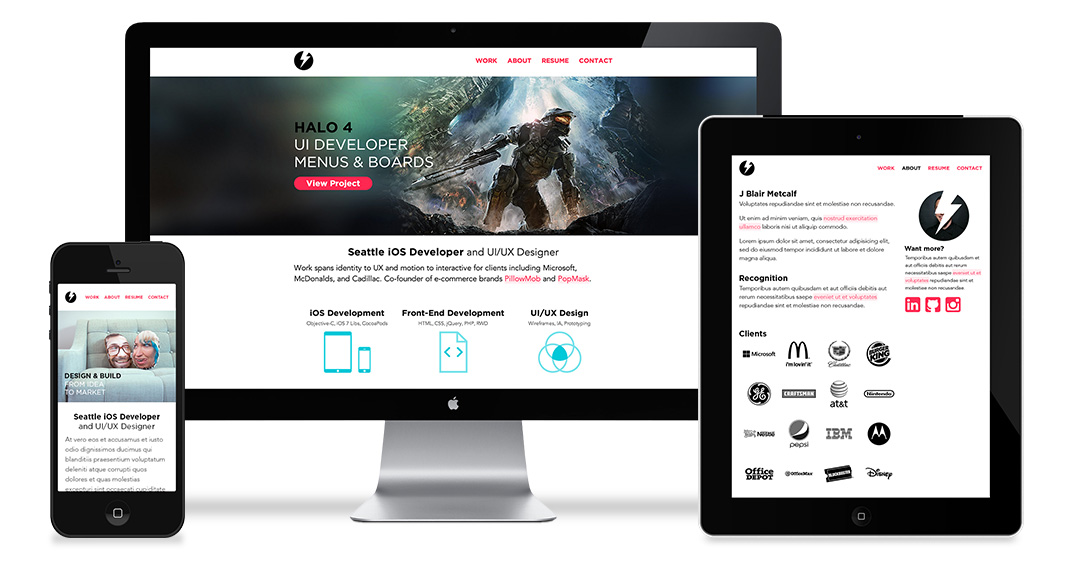 WORK ABOUT RESUME CONTACT
HALO 4
UI DEVELOPER
MENUS & BOARDS
View Project
Seattle iOS Developer and UI/UX Designer
Work spans identity to UX and motion to interactive for clients including Microsoft,
McDonalds, and Cadillac. Co-founder of e-commerce brands PillowMob and PopMask.
iOS Development
Objective-C, iOS 7 Libs, CocoaPods
Front-End Development
HTML, CSS, jQuery, PHP, RWD
UI/UX Design
Wireframes, IA, Prototyping
WORK ABOUT RESUME CONTACT
DESIGN & BUILD
FROM IDEA
TO MARKET
Seattle iOS Developer
and UI/UX Designer
At vero eos et accusamus et iusto
odio dignissimos ducimus qui
blanditiis praesentium voluptatum
deleniti atque corrupti quos
dolores et quas molestias
excepturi sint occaecati cupiditate
WORK ABOUT RESUME CONTACT
J Blair Metcalf
Voluptates repudiandae sint et molestiae non recusandae.
Ut enim ad minim veniam, quis nostrud exercitation
ullamco laboris nisi ut aliquip commodo.
Lorem ipsum dolor sit amet, consectetur adipisicing elit,
sed do eiusmod tempor incididunt ut labore et dolore
magna aliqua.
Recognition
Temporibus autem quibusdam et aut officiis debitis aut
rerum necessitatibus saepe eveniet ut et voluptates
repudiandae sint et molestiae non recusandae.
Want more?
Temporibus autem quibusdam et
aut officiis debitis aut rerum
necessitatibus saepe eveniet ut et
voluptates repudiandae sint et
molestiae non recusandae
in
Clients
Microsoft
i'm lovin' it
Cadillac
BURGER KING
GE
CRAFTSMAN
at&t
Nintendo
Nestle
pepsi
IBM
Office DEPOT
OfficeMax
BLOCKBUSTER
Disney